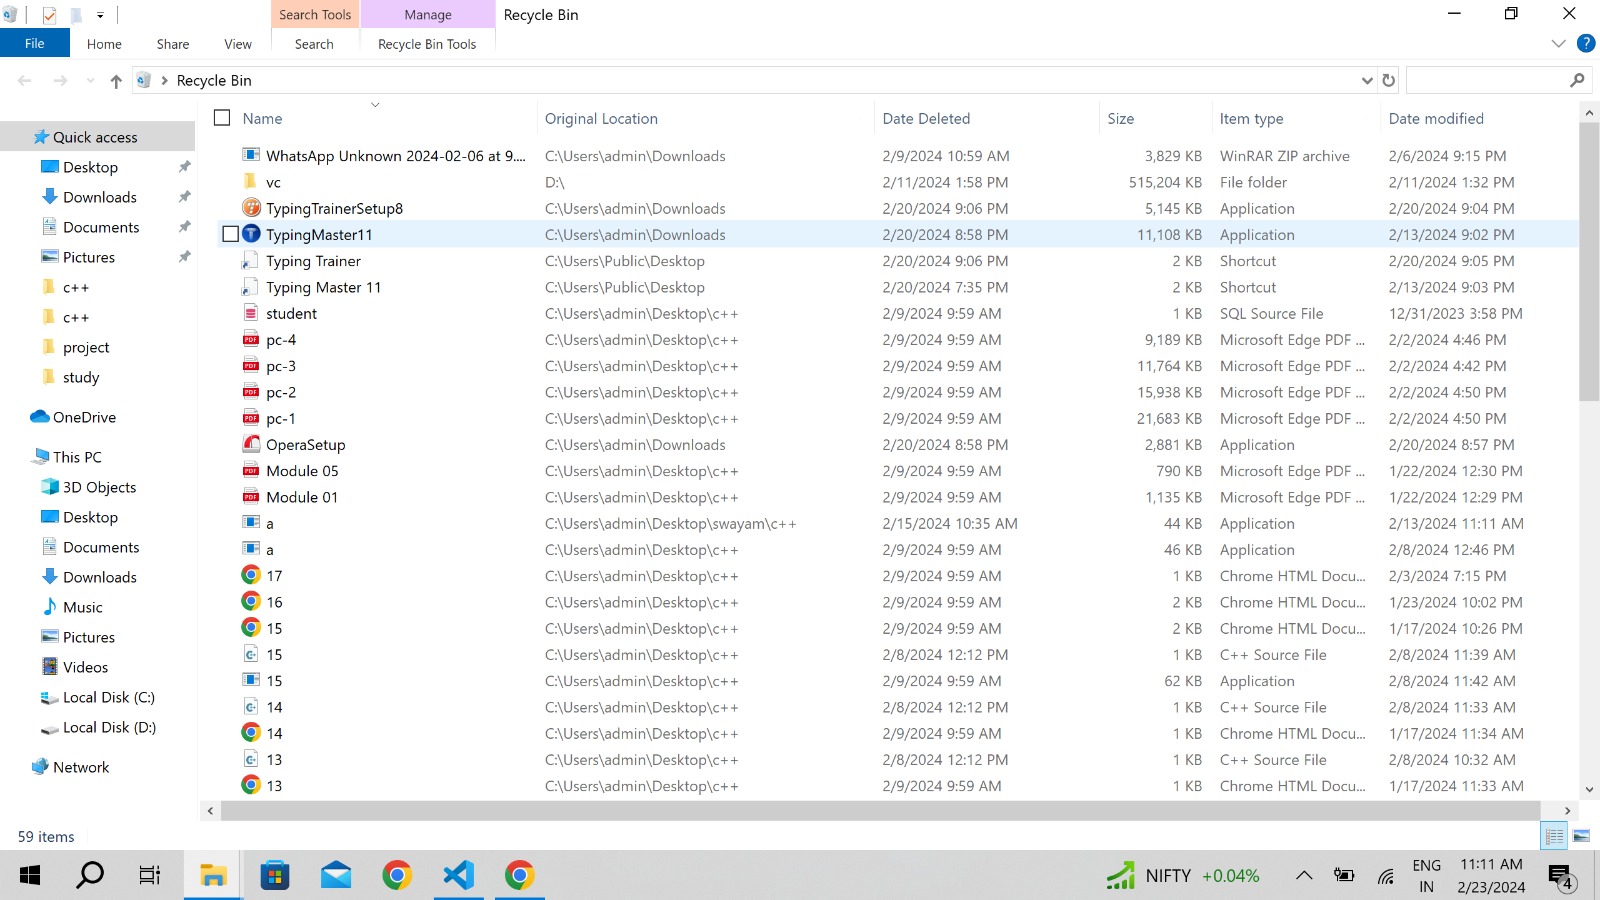 Search Tools Manage Recycle Bin
File Home Share View Search Recycle Bin Tools
Recycle Bin
Name Original Location Date Deleted Size Item type Date modified
Quick access
Desktop
Downloads
Documents
Pictures
c++
c++
project
study
OneDrive
This PC
3D Objects
Desktop
Documents
Downloads
Music
Pictures
Videos
Local Disk (C:)
Local Disk (D:)
Network
WhatsApp Unknown 2024-02-06 at 9.... C:\Users\admin\Downloads 2/9/2024 10:59 AM 3,829 KB WinRAR ZIP archive 2/6/2024 9:15 PM
vc D:\ 2/11/2024 1:58 PM 515,204 KB File folder 2/11/2024 1:32 PM
TypingTrainerSetup8 C:\Users\admin\Downloads 2/20/2024 9:06 PM 5,145 KB Application 2/20/2024 9:04 PM
TypingMaster11 C:\Users\admin\Downloads 2/20/2024 8:58 PM 11,108 KB Application 2/13/2024 9:02 PM
Typing Trainer C:\Users\Public\Desktop 2/20/2024 9:06 PM 2 KB Shortcut 2/20/2024 9:05 PM
Typing Master 11 C:\Users\Public\Desktop 2/20/2024 7:35 PM 2 KB Shortcut 2/13/2024 9:03 PM
student C:\Users\admin\Desktop\c++ 2/9/2024 9:59 AM 1 KB SQL Source File 12/31/2023 3:58 PM
pc-4 C:\Users\admin\Desktop\c++ 2/9/2024 9:59 AM 9,189 KB Microsoft Edge PDF ... 2/2/2024 4:46 PM
pc-3 C:\Users\admin\Desktop\c++ 2/9/2024 9:59 AM 11,764 KB Microsoft Edge PDF ... 2/2/2024 4:42 PM
pc-2 C:\Users\admin\Desktop\c++ 2/9/2024 9:59 AM 15,938 KB Microsoft Edge PDF ... 2/2/2024 4:50 PM
pc-1 C:\Users\admin\Desktop\c++ 2/9/2024 9:59 AM 21,683 KB Microsoft Edge PDF ... 2/2/2024 4:50 PM
OperaSetup C:\Users\admin\Downloads 2/20/2024 8:58 PM 2,881 KB Application 2/20/2024 8:57 PM
Module 05 C:\Users\admin\Desktop\c++ 2/9/2024 9:59 AM 790 KB Microsoft Edge PDF ... 1/22/2024 12:30 PM
Module 01 C:\Users\admin\Desktop\c++ 2/9/2024 9:59 AM 1,135 KB Microsoft Edge PDF ... 1/22/2024 12:29 PM
a C:\Users\admin\Desktop\swayam\c++ 2/15/2024 10:35 AM 44 KB Application 2/13/2024 11:11 AM
a C:\Users\admin\Desktop\c++ 2/9/2024 9:59 AM 46 KB Application 2/8/2024 12:46 PM
17 C:\Users\admin\Desktop\c++ 2/9/2024 9:59 AM 1 KB Chrome HTML Docu... 2/3/2024 7:15 PM
16 C:\Users\admin\Desktop\c++ 2/9/2024 9:59 AM 2 KB Chrome HTML Docu... 1/23/2024 10:02 PM
15 C:\Users\admin\Desktop\c++ 2/9/2024 9:59 AM 2 KB Chrome HTML Docu... 1/17/2024 10:26 PM
15 C:\Users\admin\Desktop\c++ 2/8/2024 12:12 PM 1 KB C++ Source File 2/8/2024 11:39 AM
15 C:\Users\admin\Desktop\c++ 2/9/2024 9:59 AM 62 KB Application 2/8/2024 11:42 AM
14 C:\Users\admin\Desktop\c++ 2/8/2024 12:12 PM 1 KB C++ Source File 2/8/2024 11:33 AM
14 C:\Users\admin\Desktop\c++ 2/9/2024 9:59 AM 1 KB Chrome HTML Docu... 1/17/2024 11:34 AM
13 C:\Users\admin\Desktop\c++ 2/8/2024 12:12 PM 1 KB C++ Source File 2/8/2024 10:32 AM
13 C:\Users\admin\Desktop\c++ 2/9/2024 9:59 AM 1 KB Chrome HTML Docu... 1/17/2024 11:33 AM
59 items
NIFTY +0.04% ENG 11:11 AM
IN 2/23/2024 4